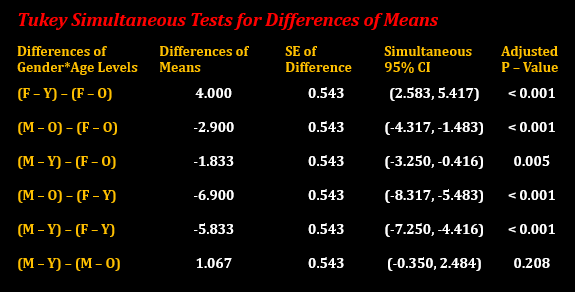 Tukey Simultaneous Tests for Differences of Means
Differences of Differences of SE of Simultaneous Adjusted
Gender*Age Levels Means Difference 95% CI P – Value
(F – Y) – (F – O) 4.000 0.543 (2.583, 5.417) < 0.001
(M – O) – (F – O) -2.900 0.543 (-4.317, -1.483) < 0.001
(M – Y) – (F – O) -1.833 0.543 (-3.250, -0.416) 0.005
(M – O) – (F – Y) -6.900 0.543 (-8.317, -5.483) < 0.001
(M – Y) – (F – Y) -5.833 0.543 (-7.250, -4.416) < 0.001
(M – Y) – (M – O) 1.067 0.543 (-0.350, 2.484) 0.208